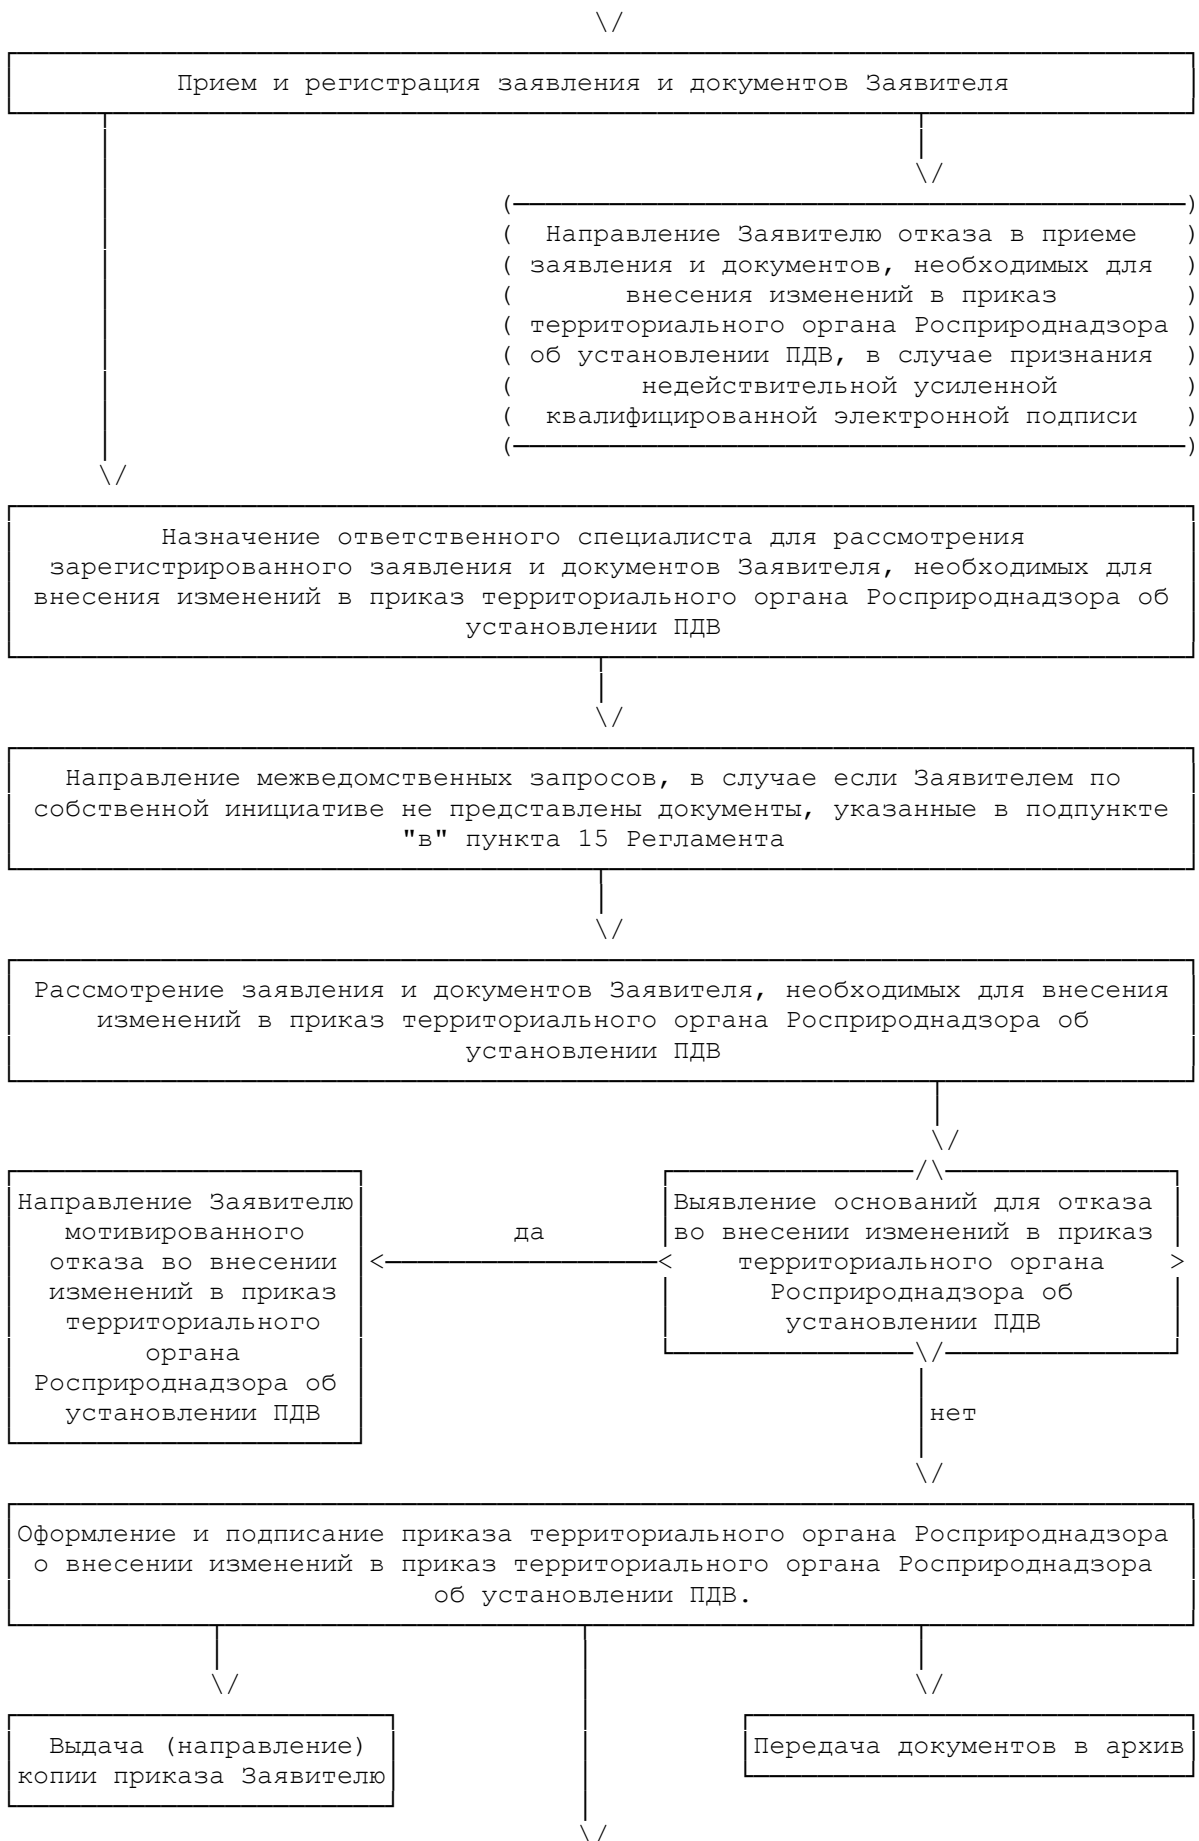 Прием и регистрация заявления и документов Заявителя
Направление Заявителю отказа в приеме
заявления и документов, необходимых для
внесения изменений в приказ
территориального органа Росприроднадзора
об установлении ПДВ, в случае признания
недействительной усиленной
квалифицированной электронной подписи
Назначение ответственного специалиста для рассмотрения
зарегистрированного заявления и документов Заявителя, необходимых для
внесения изменений в приказ территориального органа Росприроднадзора об
установлении ПДВ
Направление межведомственных запросов, в случае если Заявителем по
собственной инициативе не представлены документы, указанные в подпункте
"в" пункта 15 Регламента
Рассмотрение заявления и документов Заявителя, необходимых для внесения
изменений в приказ территориального органа Росприроднадзора об
установлении ПДВ
Направление Заявителю
мотивированного
отказа во внесении
изменений в приказ
территориального
органа
Росприроднадзора об
установлении ПДВ
да
Выявление оснований для отказа
во внесении изменений в приказ
территориального органа
Росприроднадзора об
установлении ПДВ
нет
Оформление и подписание приказа территориального органа Росприроднадзора
о внесении изменений в приказ территориального органа Росприроднадзора
об установлении ПДВ.
Выдача (направление)
копии приказа Заявителю
Передача документов в архив